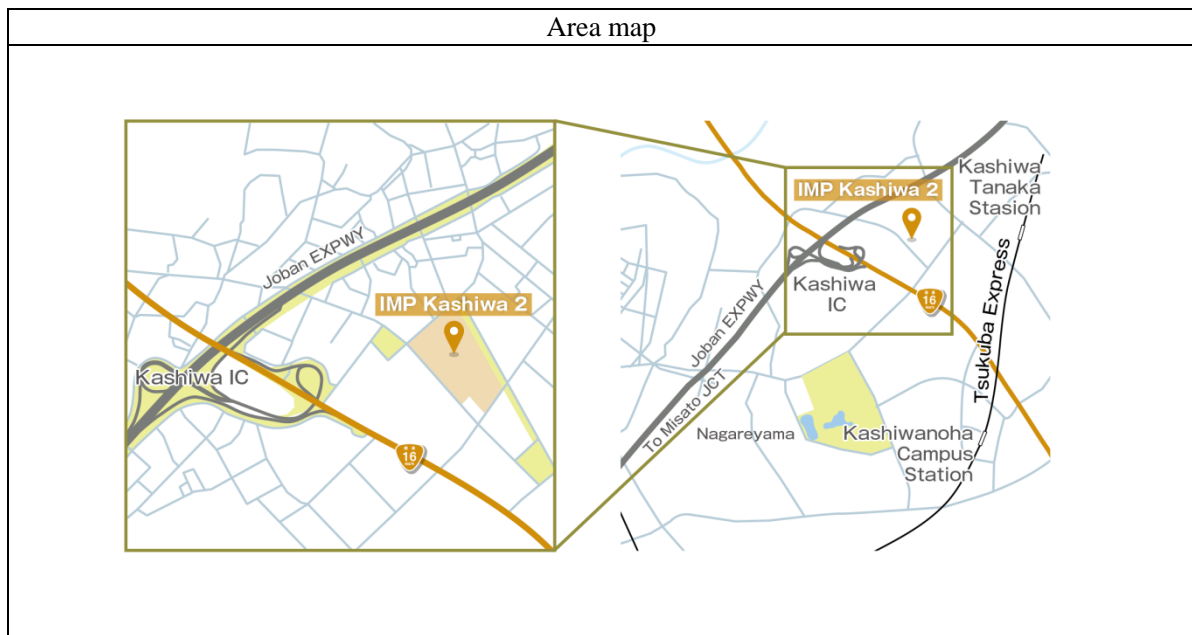 Area map
Joban EXPWY
IMP Kashiwa 2
Kashiwa IC
16
Kashiwa
Tanaka
Stasion
IMP Kashiwa 2
Kashiwa
IC
16
Joban EXPWY
To Misato JCT
Tsukuba Express
Nagareyama
Kashiwanoha
Campus
Station